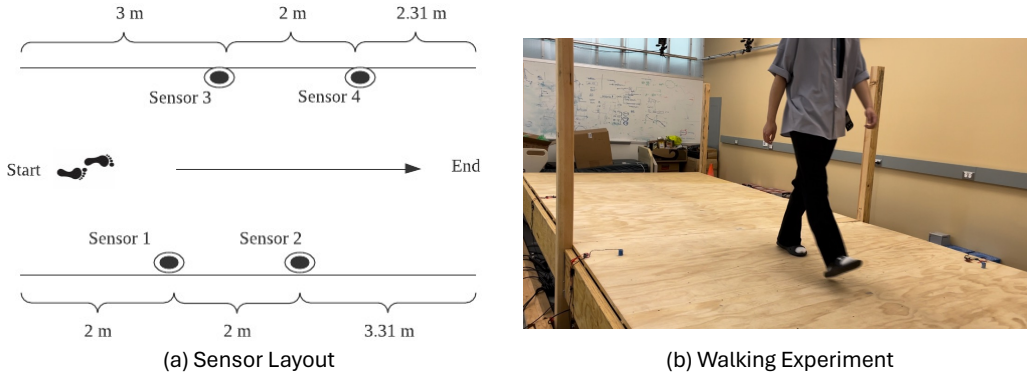 3 m 2 m 2.31 m
Sensor 3 Sensor 4
Start End
Sensor 1 Sensor 2
2 m 2 m 3.31 m
(a) Sensor Layout (b) Walking Experiment